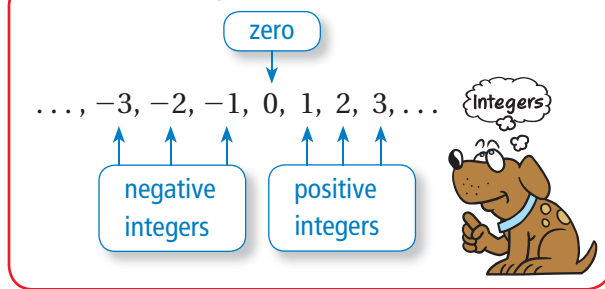 zero
. . . , −3, −2, −1, 0, 1, 2, 3, . . .
Integers
negative
integers
positive
integers